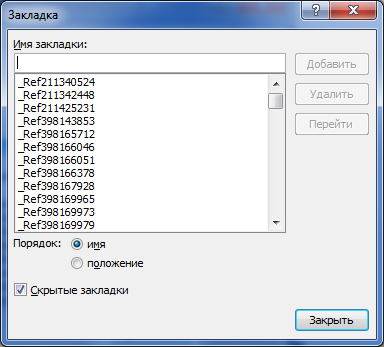 Закладка
Имя закладки:
Добавить
_Ref211340524
_Ref211342448
Удалить
_Ref211425231
_Ref398143853
Перейти
_Ref398165712
_Ref398166046
_Ref398166051
_Ref398166378
_Ref398167928
_Ref398169965
_Ref398169973
_Ref398169979
Порядок:
имя
положение
Скрытые закладки
Закрыть